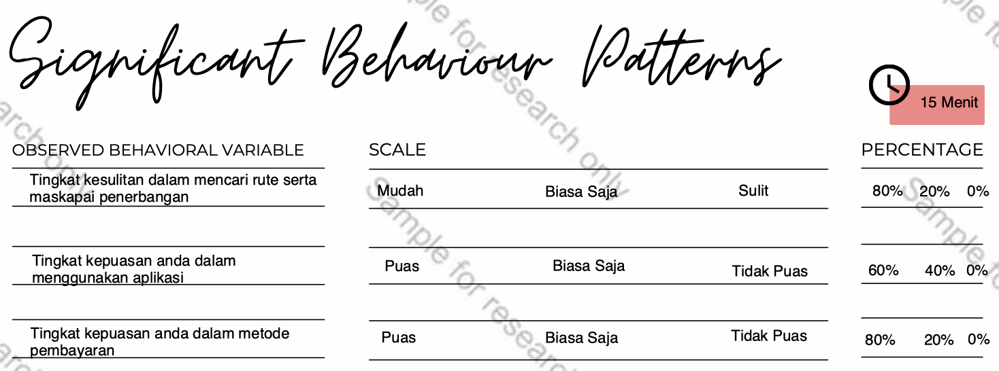 Significant Behaviour Patterns
15 Menit
OBSERVED BEHAVIORAL VARIABLE SCALE PERCENTAGE
Tingkat kesulitan dalam mencari rute serta
maskapai penerbangan
Mudah Biasa Saja Sulit 80% 20% 0%
Tingkat kepuasan anda dalam
menggunakan aplikasi
Puas Biasa Saja Tidak Puas 60% 40% 0%
Tingkat kepuasan anda dalam metode
pembayaran
Puas Biasa Saja Tidak Puas 80% 20% 0%
Sample for research only